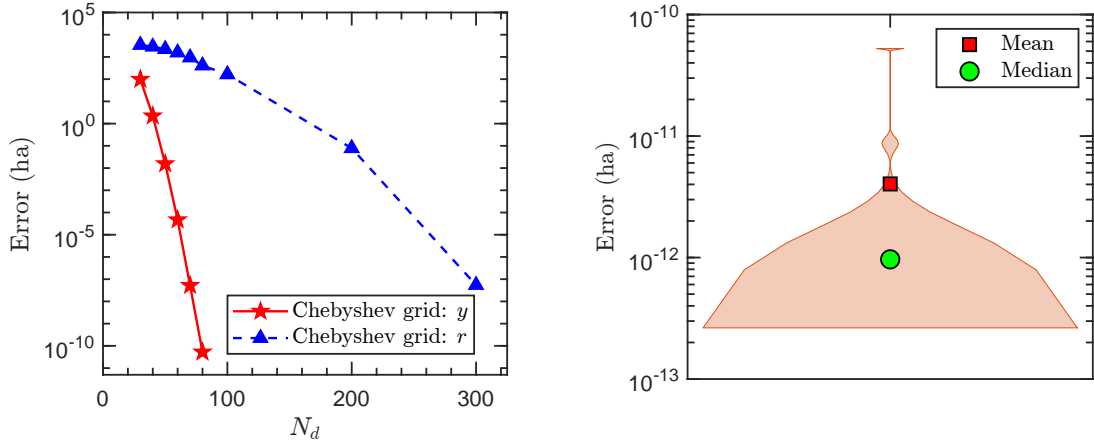 10^5
10^0
10^-5
10^-10
Error (ha)
0
100
200
300
N_d
Chebyshev grid: y
Chebyshev grid: r
10^-10
10^-11
10^-12
10^-13
Error (ha)
Mean
Median